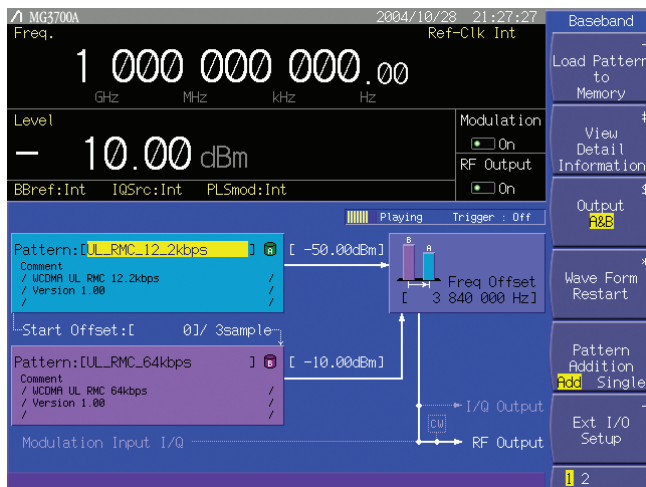 MG3700A 2004/10/28 21:27:27
Freq. Ref-Clk Int
1 000 000 000.00
GHz MHz kHz Hz
Level
- 10.00 dBm
Modulation
On
RF Output
On
BBref:Int IQSrc:Int PLSmod:Int
Playing Trigger : Off
Pattern:[UL_RMC_12_2kbps ] A [ -50.00dBm]
Comment
/ WCDMA UL RMC 12.2kbps /
/ Version 1.00 /
/ /
B A
Freq Offset
[ 3 840 000 Hz]
Start Offset:[ 0]/ 3sample
Pattern:[UL_RMC_64kbps ] B [ -10.00dBm]
Comment
/ WCDMA UL RMC 64kbps /
/ Version 1.00 /
/ /
I/Q Output
CW
Modulation Input I/Q
RF Output
Baseband
Load Pattern
to
Memory
View
Detail
Information
Output
A&B
Wave Form
Restart
*
Pattern
Addition
Add Single
Ext I/O
Setup
1 2